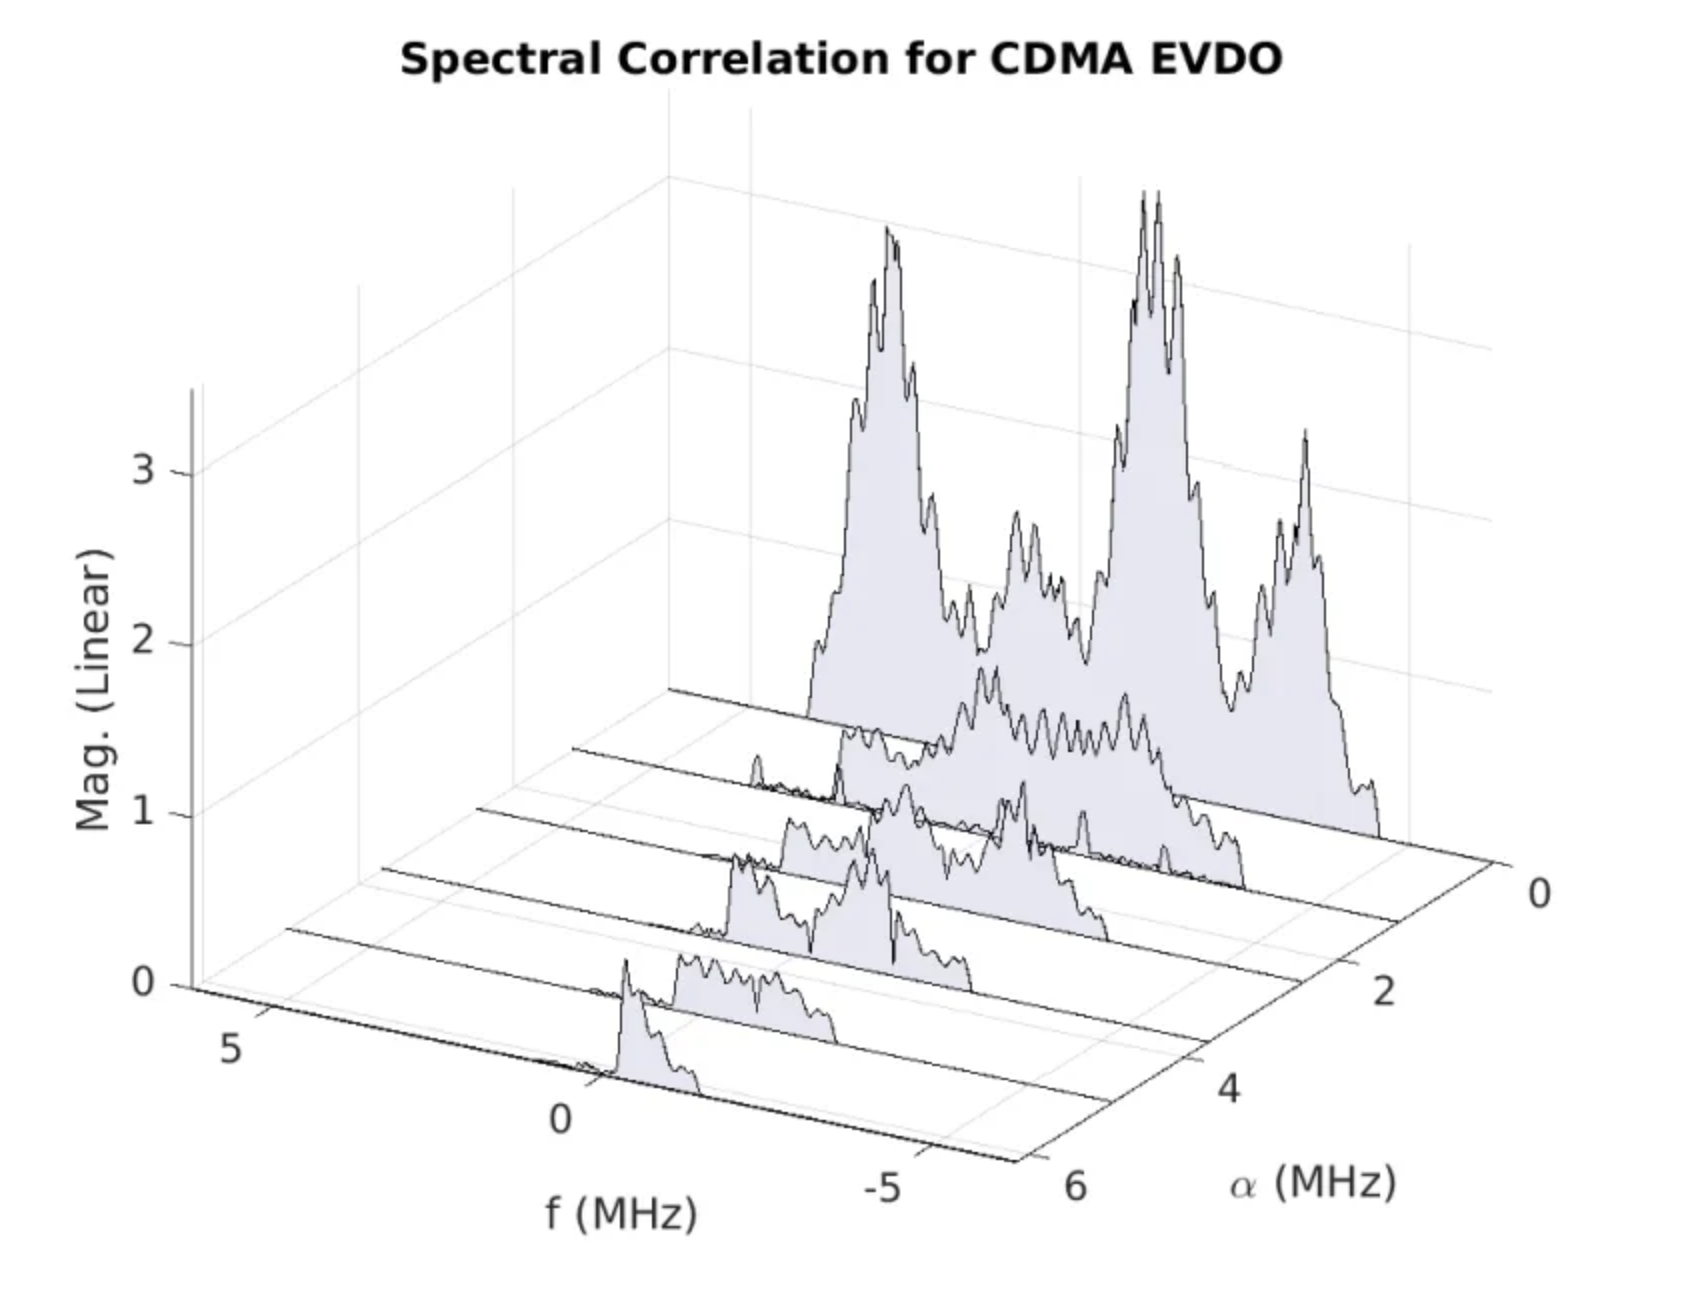 Spectral Correlation for CDMA EVDO
3
2
1
0
Mag. (Linear)
5
0
-5
f (MHz)
0
2
4
6
α (MHz)